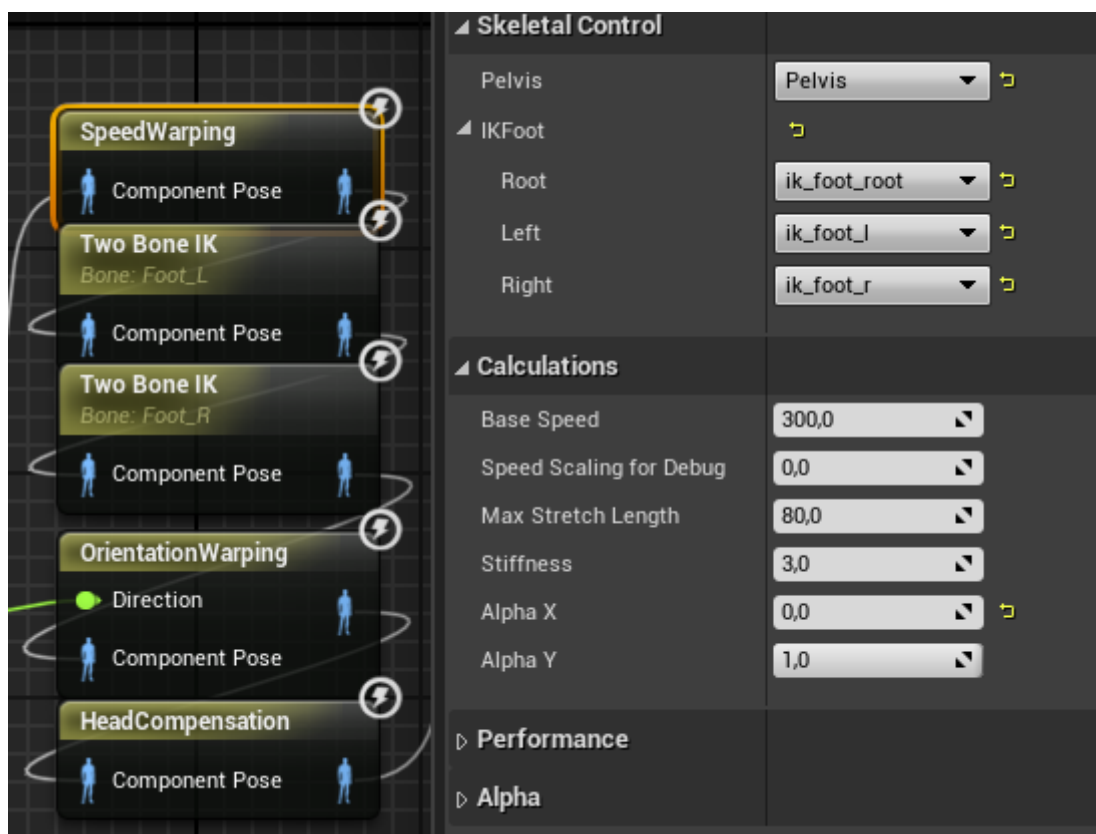 SpeedWarping
Component Pose
Two Bone IK
Bone: Foot_L
Component Pose
Two Bone IK
Bone: Foot_R
Component Pose
OrientationWarping
Direction
Component Pose
HeadCompensation
Component Pose
Skeletal Control
Pelvis Pelvis
IKFoot
Root ik_foot_root
Left ik_foot_l
Right ik_foot_r
Calculations
Base Speed 300,0
Speed Scaling for Debug 0,0
Max Stretch Length 80,0
Stiffness 3,0
Alpha X 0,0
Alpha Y 1,0
Performance
Alpha